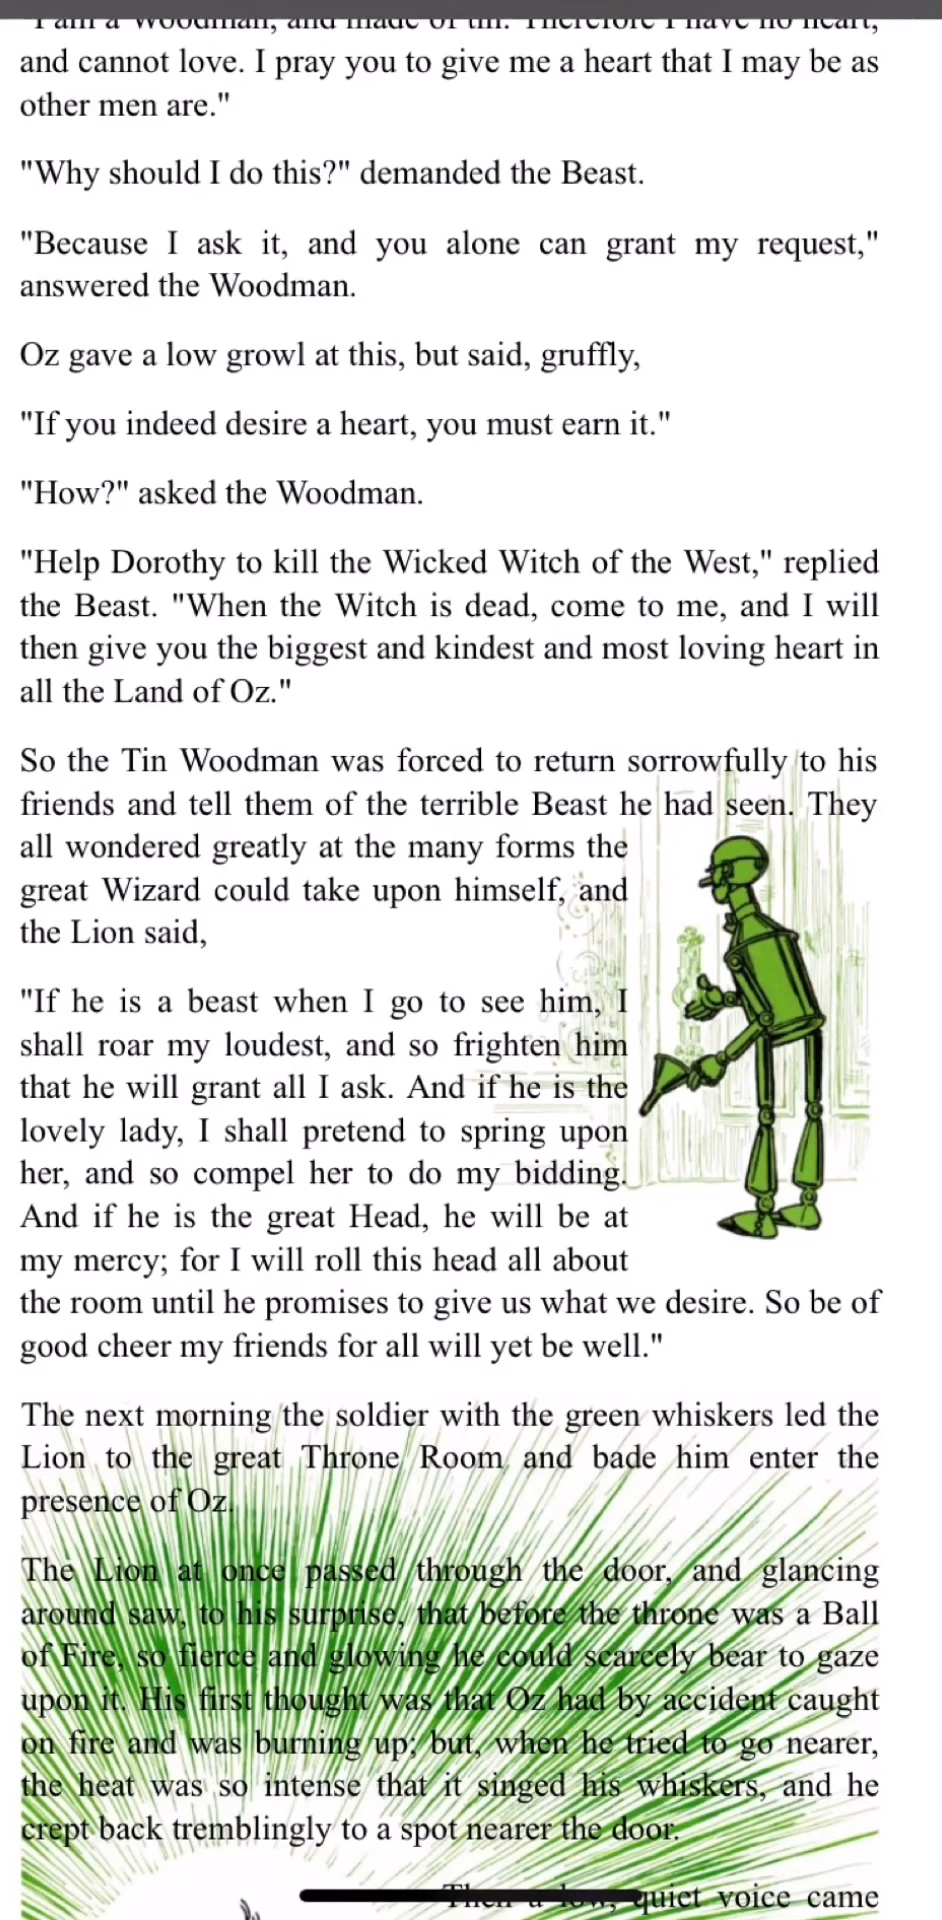 I am a Woodman, and made of tin. Therefore I have no heart,
and cannot love. I pray you to give me a heart that I may be as
other men are."
"Why should I do this?" demanded the Beast.
"Because I ask it, and you alone can grant my request,"
answered the Woodman.
Oz gave a low growl at this, but said, gruffly,
"If you indeed desire a heart, you must earn it."
"How?" asked the Woodman.
"Help Dorothy to kill the Wicked Witch of the West," replied
the Beast. "When the Witch is dead, come to me, and I will
then give you the biggest and kindest and most loving heart in
all the Land of Oz."
So the Tin Woodman was forced to return sorrowfully to his
friends and tell them of the terrible Beast he had seen. They
all wondered greatly at the many forms the
great Wizard could take upon himself, and
the Lion said,
"If he is a beast when I go to see him, I
shall roar my loudest, and so frighten him
that he will grant all I ask. And if he is the
lovely lady, I shall pretend to spring upon
her, and so compel her to do my bidding.
And if he is the great Head, he will be at
my mercy; for I will roll this head all about
the room until he promises to give us what we desire. So be of
good cheer my friends for all will yet be well."
The next morning the soldier with the green whiskers led the
Lion to the great Throne Room and bade him enter the
presence of Oz.
The Lion at once passed through the door, and glancing
around saw, to his surprise, that before the throne was a Ball
of Fire, so fierce and glowing he could scarcely bear to gaze
upon it. His first thought was that Oz had by accident caught
on fire and was burning up; but, when he tried to go nearer,
the heat was so intense that it singed his whiskers, and he
crept back tremblingly to a spot nearer the door.
Then a low, quiet voice came